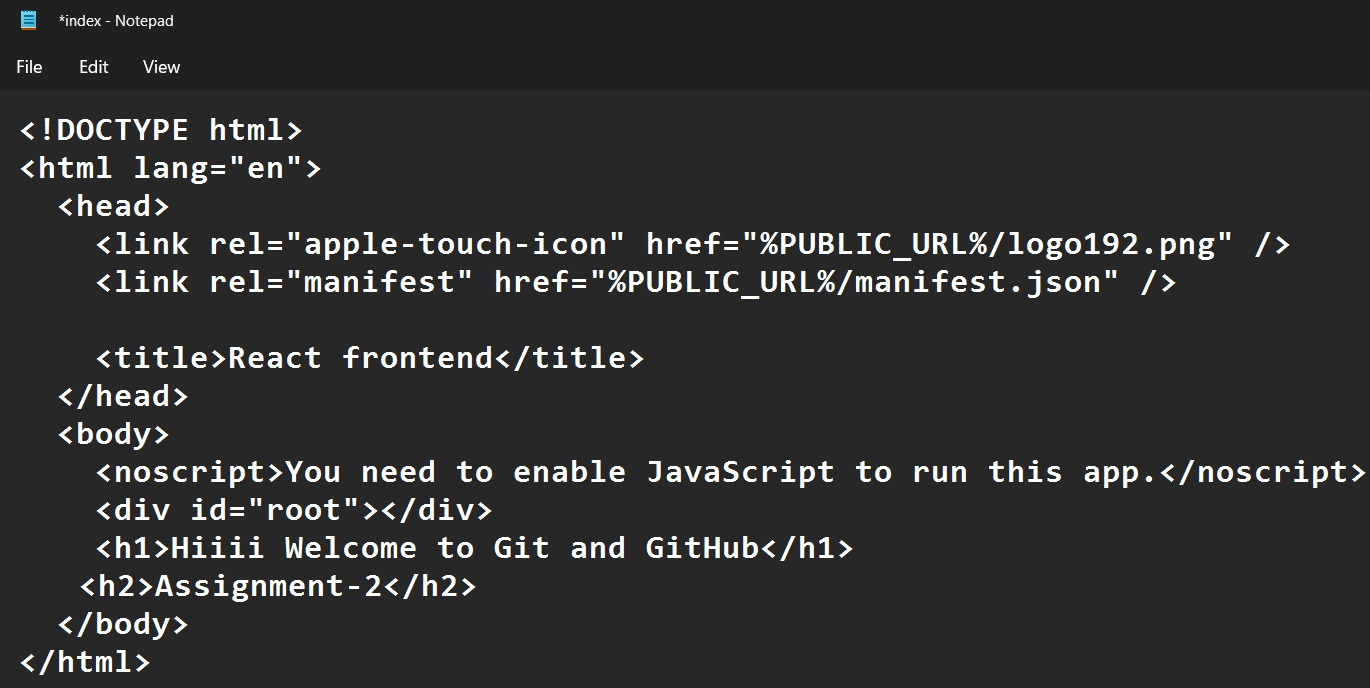 *index - Notepad
File Edit View
<!DOCTYPE html>
<html lang="en">
  <head>
    <link rel="apple-touch-icon" href="%PUBLIC_URL%/logo192.png" />
    <link rel="manifest" href="%PUBLIC_URL%/manifest.json" />

    <title>React frontend</title>
  </head>
  <body>
    <noscript>You need to enable JavaScript to run this app.</noscript>
    <div id="root"></div>
    <h1>Hiiii Welcome to Git and GitHub</h1>
   <h2>Assignment-2</h2>
  </body>
</html>